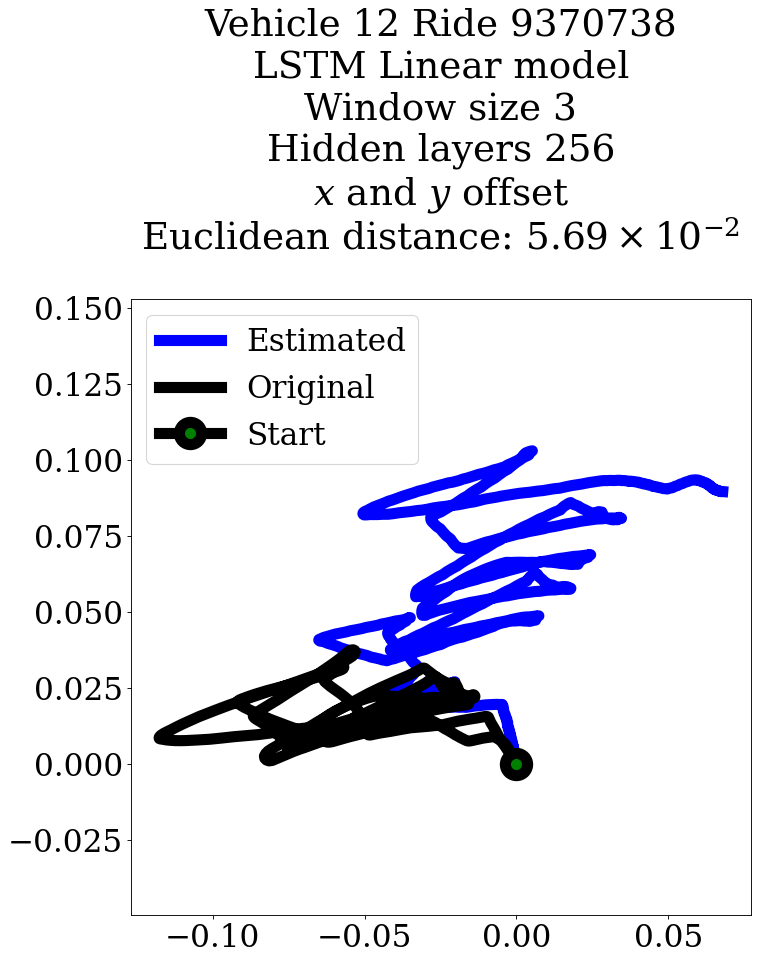 Vehicle 12 Ride 9370738
LSTM Linear model
Window size 3
Hidden layers 256
x and y offset
Euclidean distance: 5.69 × 10⁻²
0.150
0.125
0.100
0.075
0.050
0.025
0.000
−0.025
Estimated
Original
Start
−0.10 −0.05 0.00 0.05